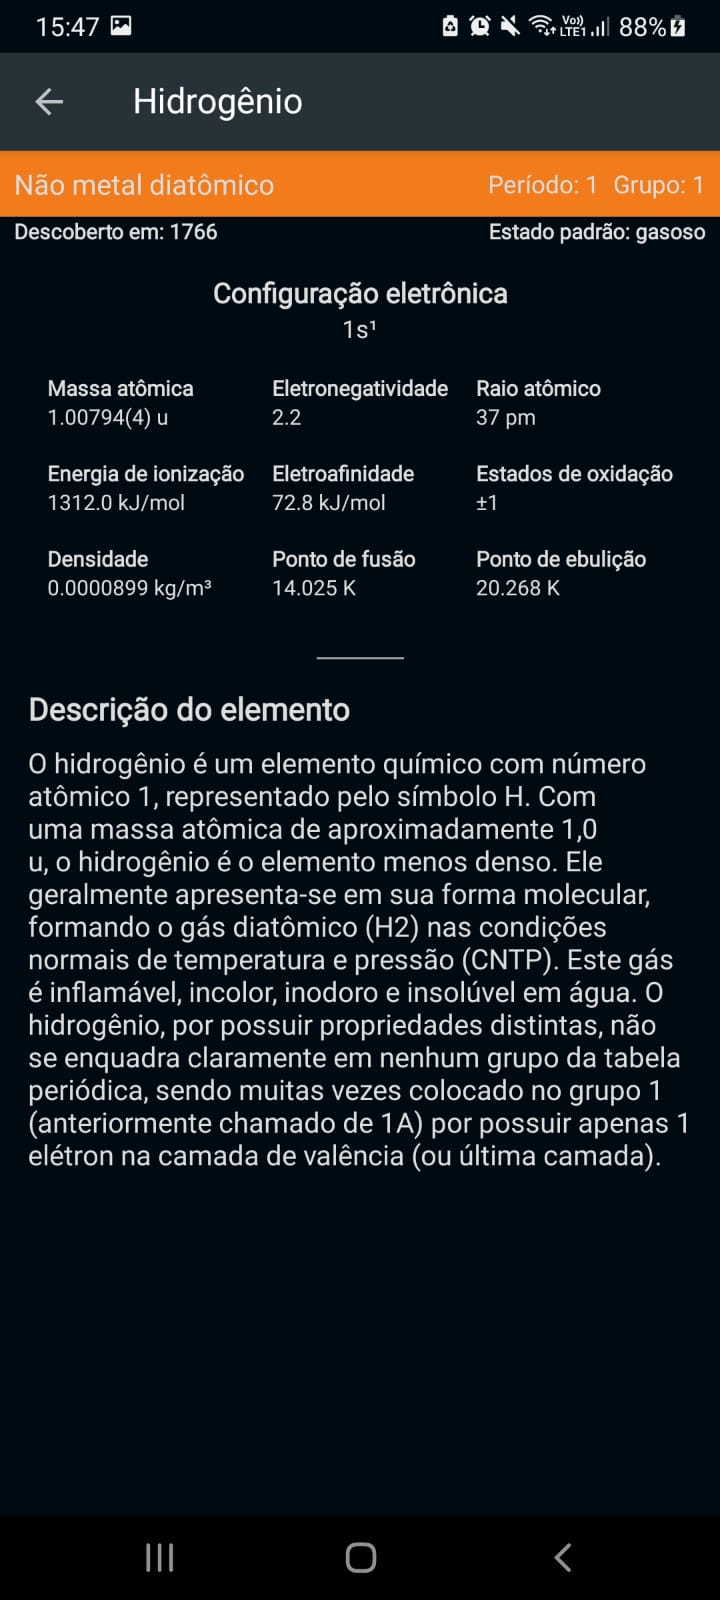 15:47 Vo)) LTE1 88%
Hidrogênio
Não metal diatômico Período: 1 Grupo: 1
Descoberto em: 1766 Estado padrão: gasoso
Configuração eletrônica
1s¹
Massa atômica Eletronegatividade Raio atômico
1.00794(4) u 2.2 37 pm
Energia de ionização Eletroafinidade Estados de oxidação
1312.0 kJ/mol 72.8 kJ/mol ±1
Densidade Ponto de fusão Ponto de ebulição
0.0000899 kg/m³ 14.025 K 20.268 K
Descrição do elemento
O hidrogênio é um elemento químico com número
atômico 1, representado pelo símbolo H. Com
uma massa atômica de aproximadamente 1,0
u, o hidrogênio é o elemento menos denso. Ele
geralmente apresenta-se em sua forma molecular,
formando o gás diatômico (H2) nas condições
normais de temperatura e pressão (CNTP). Este gás
é inflamável, incolor, inodoro e insolúvel em água. O
hidrogênio, por possuir propriedades distintas, não
se enquadra claramente em nenhum grupo da tabela
periódica, sendo muitas vezes colocado no grupo 1
(anteriormente chamado de 1A) por possuir apenas 1
elétron na camada de valência (ou última camada).